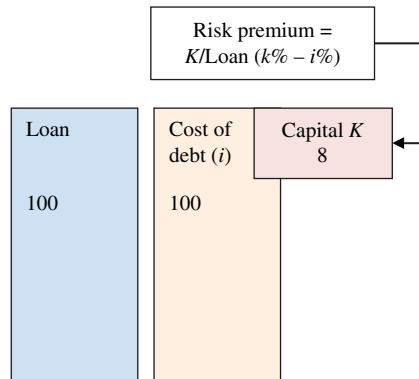 Risk premium =
K/Loan (k% – i%)
Loan
100
Cost of
debt (i)
100
Capital K
8